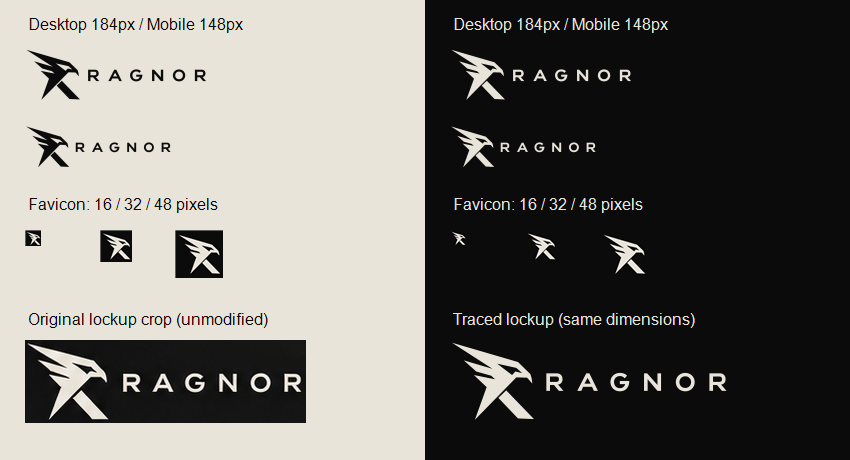 Desktop 184px / Mobile 148px
RAGNOR
RAGNOR
Favicon: 16 / 32 / 48 pixels
Original lockup crop (unmodified)
RAGNOR
Desktop 184px / Mobile 148px
RAGNOR
RAGNOR
Favicon: 16 / 32 / 48 pixels
Traced lockup (same dimensions)
RAGNOR